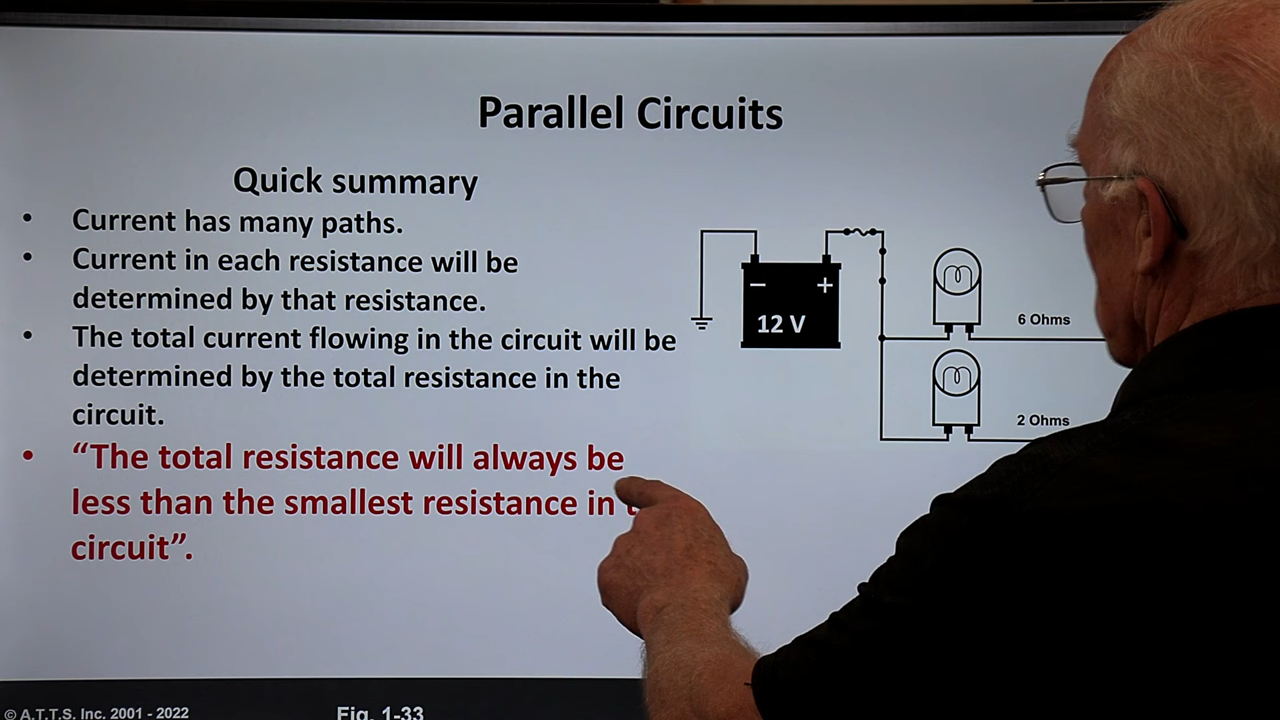 Parallel Circuits
Quick summary
• Current has many paths.
• Current in each resistance will be
determined by that resistance.
• The total current flowing in the circuit will be
determined by the total resistance in the
circuit.
• “The total resistance will always be
less than the smallest resistance in
circuit”.
− +
12 V
6 Ohms
2 Ohms
© A.T.T.S. Inc. 2001 - 2022
Fig. 1-33